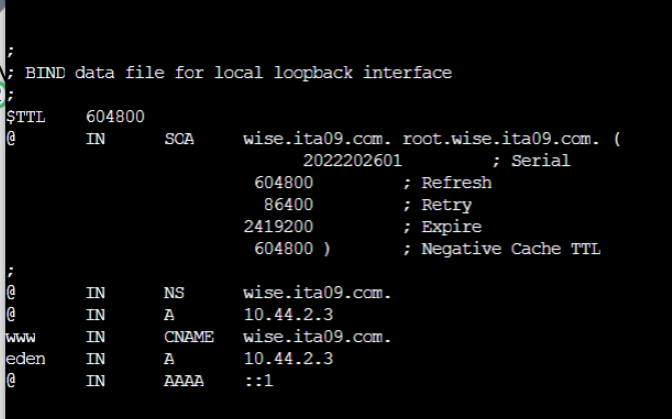 ;
; BIND data file for local loopback interface
;
$TTL 604800
@ IN SOA wise.ita09.com. root.wise.ita09.com. (
2022202601 ; Serial
604800 ; Refresh
86400 ; Retry
2419200 ; Expire
604800 ) ; Negative Cache TTL
;
@ IN NS wise.ita09.com.
@ IN A 10.44.2.3
www IN CNAME wise.ita09.com.
eden IN A 10.44.2.3
@ IN AAAA ::1